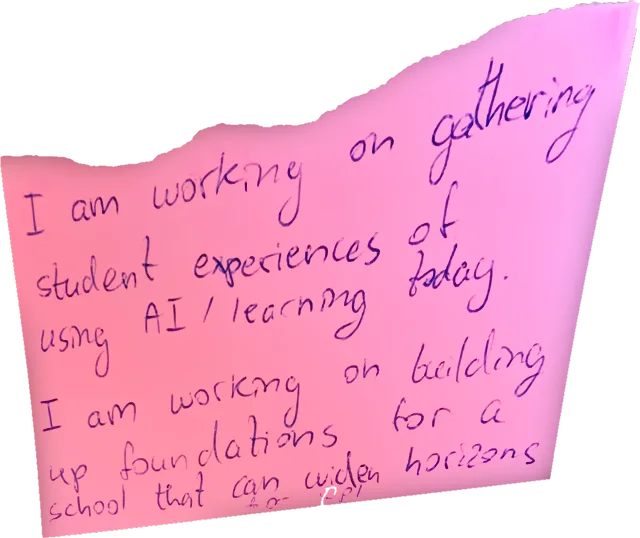 I am working on gathering
student experiences of
using AI / learning today.
I am working on building
up foundations for a
school that can widen horizons
for